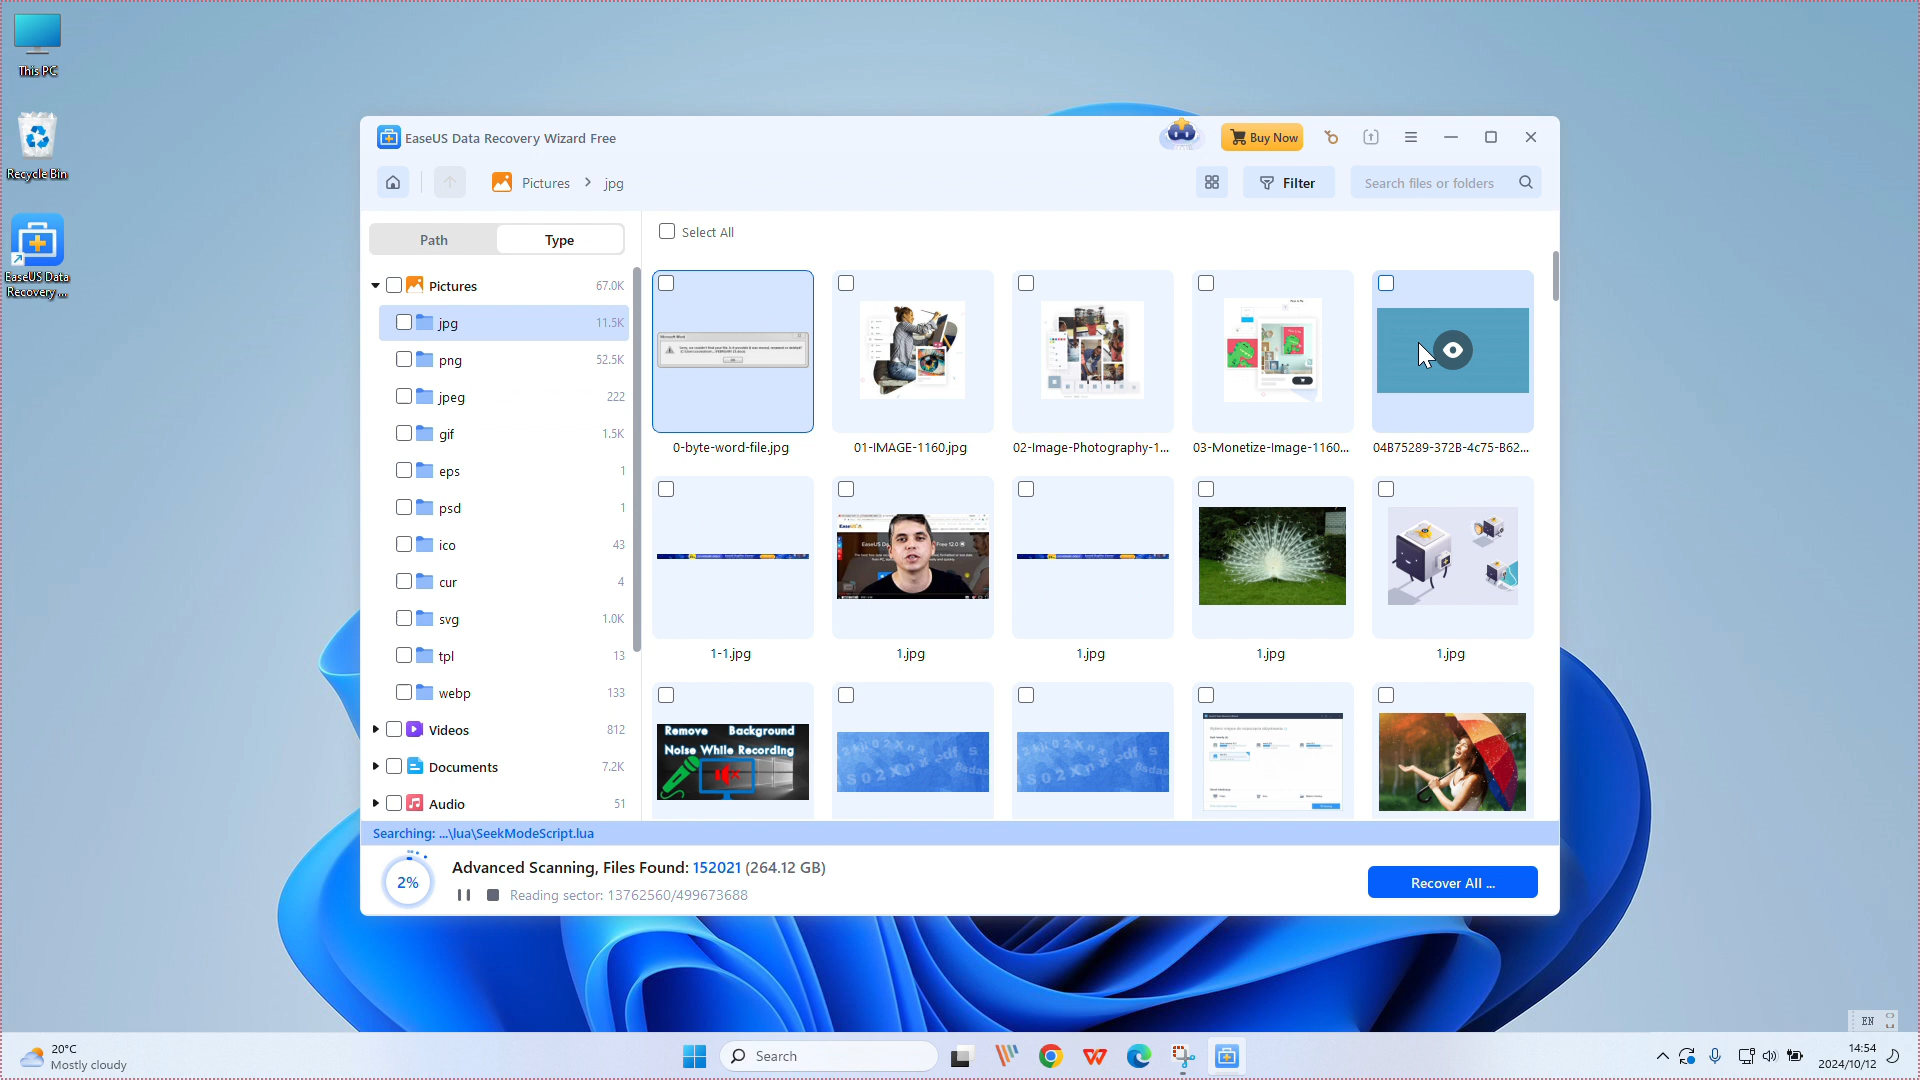 This PC
Recycle Bin
EaseUS Data
Recovery ...
EaseUS Data Recovery Wizard Free
Buy Now
Pictures
jpg
Filter
Search files or folders
Path
Type
Select All
Pictures 67.0K
jpg 11.5K
png 52.5K
jpeg 222
gif 1.5K
eps 1
psd 1
ico 43
cur 4
svg 1.0K
tpl 13
webp 133
Videos 812
Documents 7.2K
Audio 51
0-byte-word-file.jpg
01-IMAGE-1160.jpg
02-Image-Photography-1...
03-Monetize-Image-1160...
04B75289-372B-4c75-B62...
1-1.jpg
1.jpg
1.jpg
1.jpg
1.jpg
Remove Background
Noise While Recording
Searching: ...\lua\SeekModeScript.lua
2%
Advanced Scanning, Files Found: 152021 (264.12 GB)
Reading sector: 13762560/499673688
Recover All ...
EN
20°C
Mostly cloudy
Search
14:54
2024/10/12